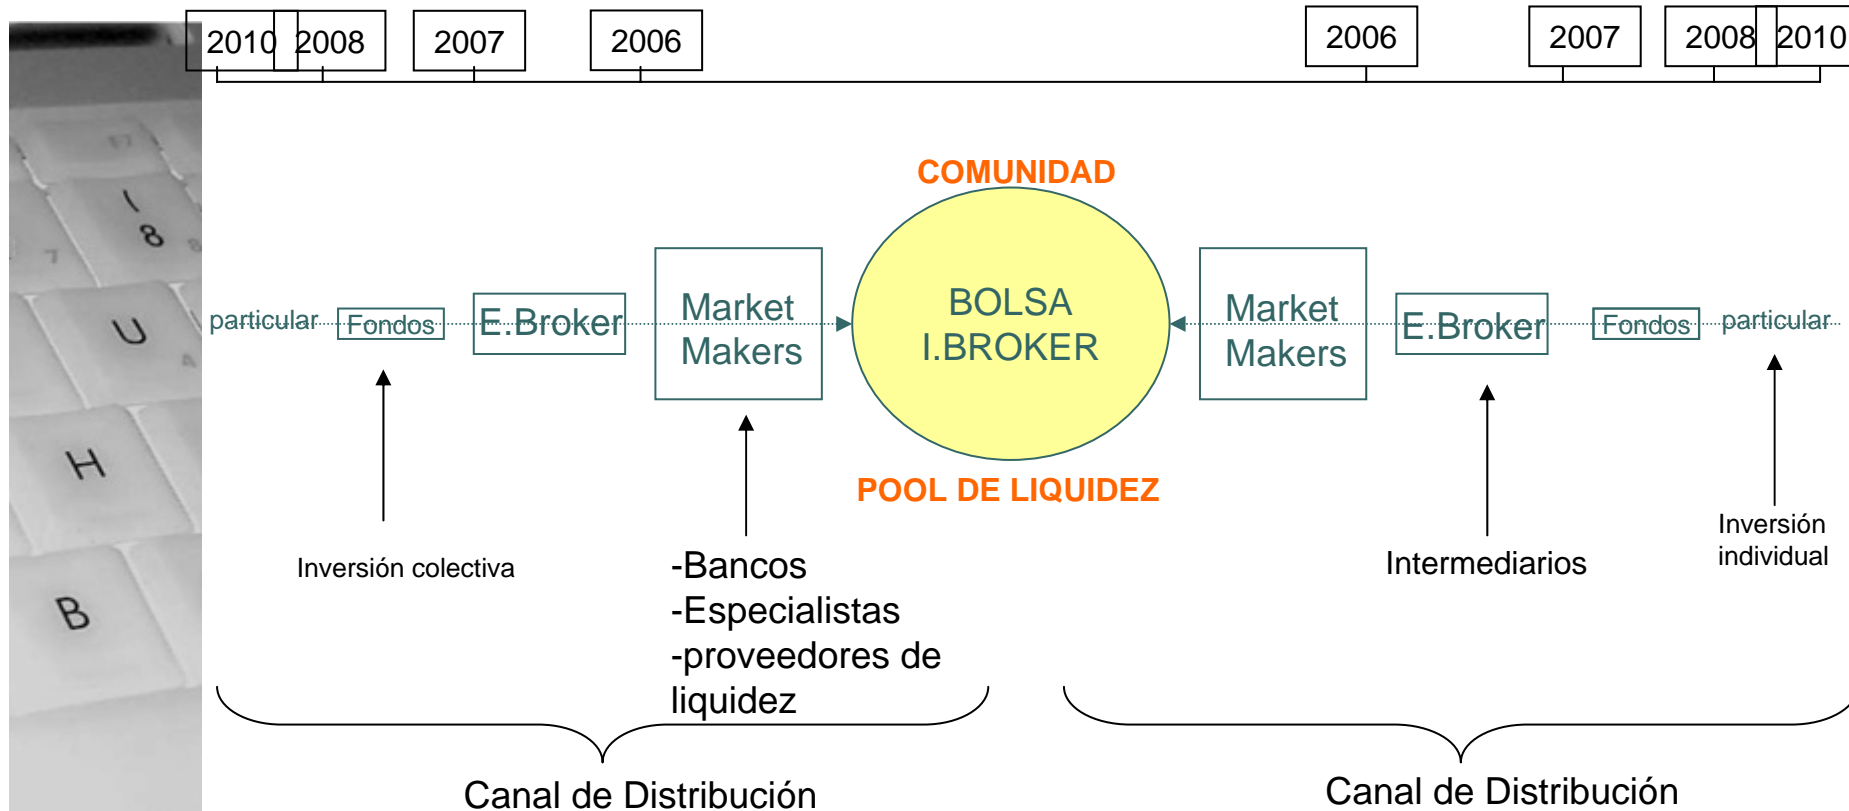 2010 2008 2007 2006 2006 2007 2008 2010
COMUNIDAD
particular Fondos E.Broker Market Makers BOLSA I.BROKER Market Makers E.Broker Fondos particular
POOL DE LIQUIDEZ
Inversión colectiva
-Bancos
-Especialistas
-proveedores de
liquidez
Intermediarios
Inversión
individual
Canal de Distribución
Canal de Distribución
I
8
7
U
H
B